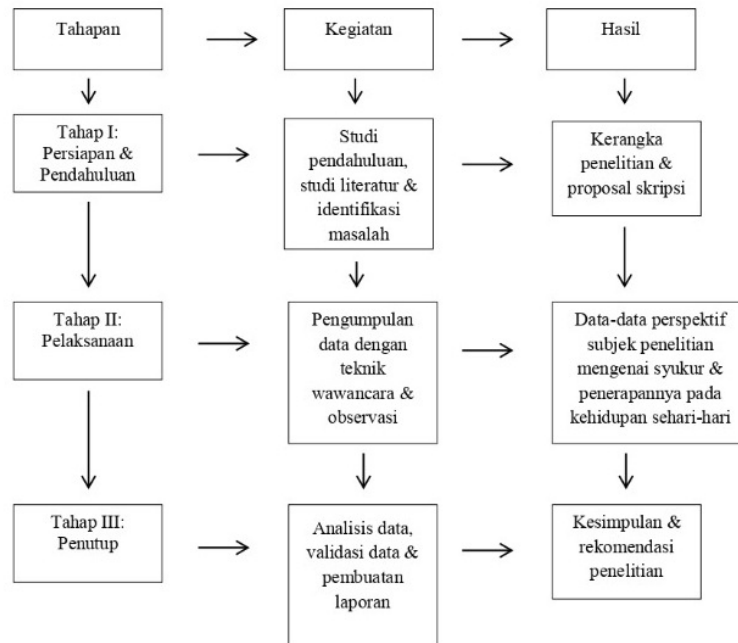 Tahapan
Kegiatan
Hasil
Tahap I:
Persiapan &
Pendahuluan
Studi
pendahuluan,
studi literatur &
identifikasi
masalah
Kerangka
penelitian &
proposal skripsi
Tahap II:
Pelaksanaan
Pengumpulan
data dengan
teknik
wawancara &
observasi
Data-data perspektif
subjek penelitian
mengenai syukur &
penerapannya pada
kehidupan sehari-hari
Tahap III:
Penutup
Analisis data,
validasi data &
pembuatan
laporan
Kesimpulan &
rekomendasi
penelitian